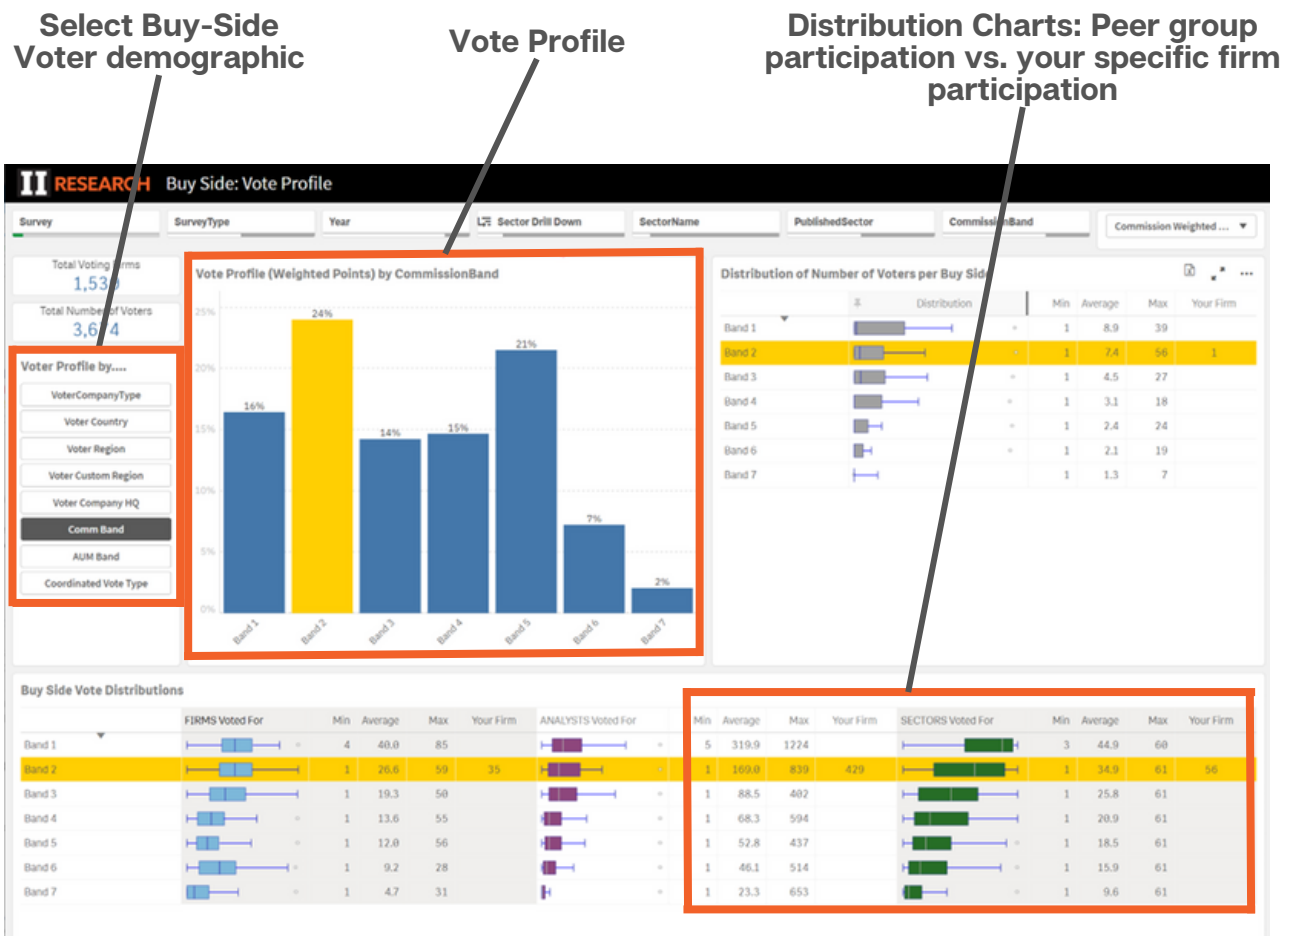 Select Buy-Side
Voter demographic
Vote Profile
Distribution Charts: Peer group
participation vs. your specific firm
participation
II RESEARCH Buy Side: Vote Profile
Survey SurveyType Year Sector Drill Down SectorName PublishedSector CommissionBand Commission Weighted ...
Total Voting Firms
Total Number of Voters
Voter Profile by....
VoterCompanyType
Voter Country
Voter Region
Voter Custom Region
Voter Company HQ
Comm Band
AUM Band
Coordinated Vote Type
Vote Profile (Weighted Points) by CommissionBand
25%
20%
15%
10%
5%
0%
16%
24%
14%
15%
21%
7%
2%
Band 1 Band 2 Band 3 Band 4 Band 5 Band 6 Band 7
Distribution of Number of Voters per Buy Side
Distribution Min Average Max Your Firm
Band 1 1 8.9 39
Band 2 1 7.4 56 1
Band 3 1 4.5 27
Band 4 1 3.1 18
Band 5 1 2.4 24
Band 6 1 2.1 19
Band 7 1 1.3 7
Buy Side Vote Distributions
FIRMS Voted For Min Average Max Your Firm ANALYSTS Voted For Min Average Max Your Firm SECTORS Voted For Min Average Max Your Firm
Band 1 4 40.0 85 5 319.9 1224 3 44.9 60
Band 2 1 26.6 59 35 1 169.0 839 429 1 34.9 61 56
Band 3 1 19.3 50 1 88.5 402 1 25.8 61
Band 4 1 13.6 55 1 68.3 594 1 20.9 61
Band 5 1 12.0 56 1 52.8 437 1 18.5 61
Band 6 1 9.2 28 1 46.1 514 1 15.9 61
Band 7 1 4.7 31 1 23.3 653 1 9.6 61